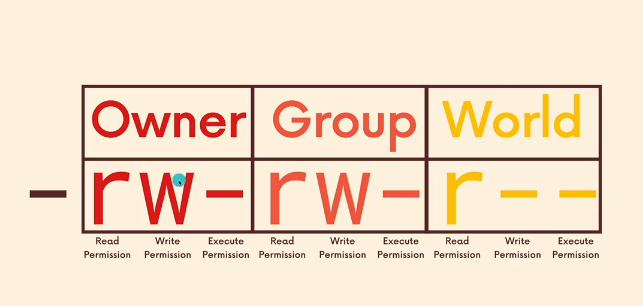 Owner Group World
- rw- rw- r--
Read Write Execute Read Write Execute Read Write Execute
Permission Permission Permission Permission Permission Permission Permission Permission Permission